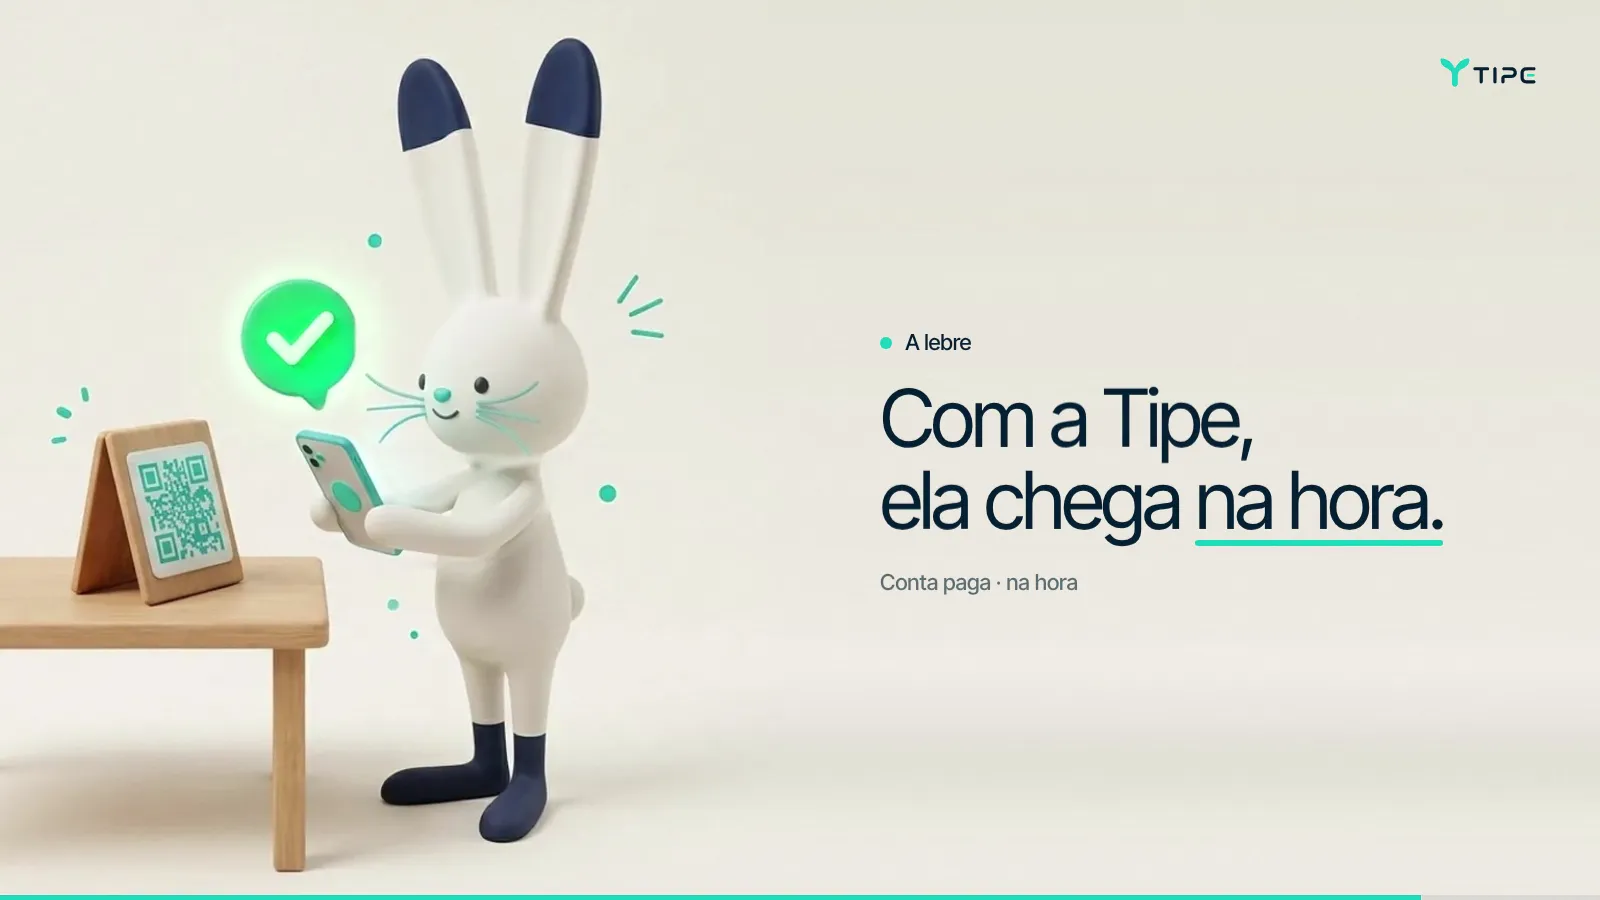 TIPE
A lebre
Com a Tipe,
ela chega na hora.
Conta paga · na hora